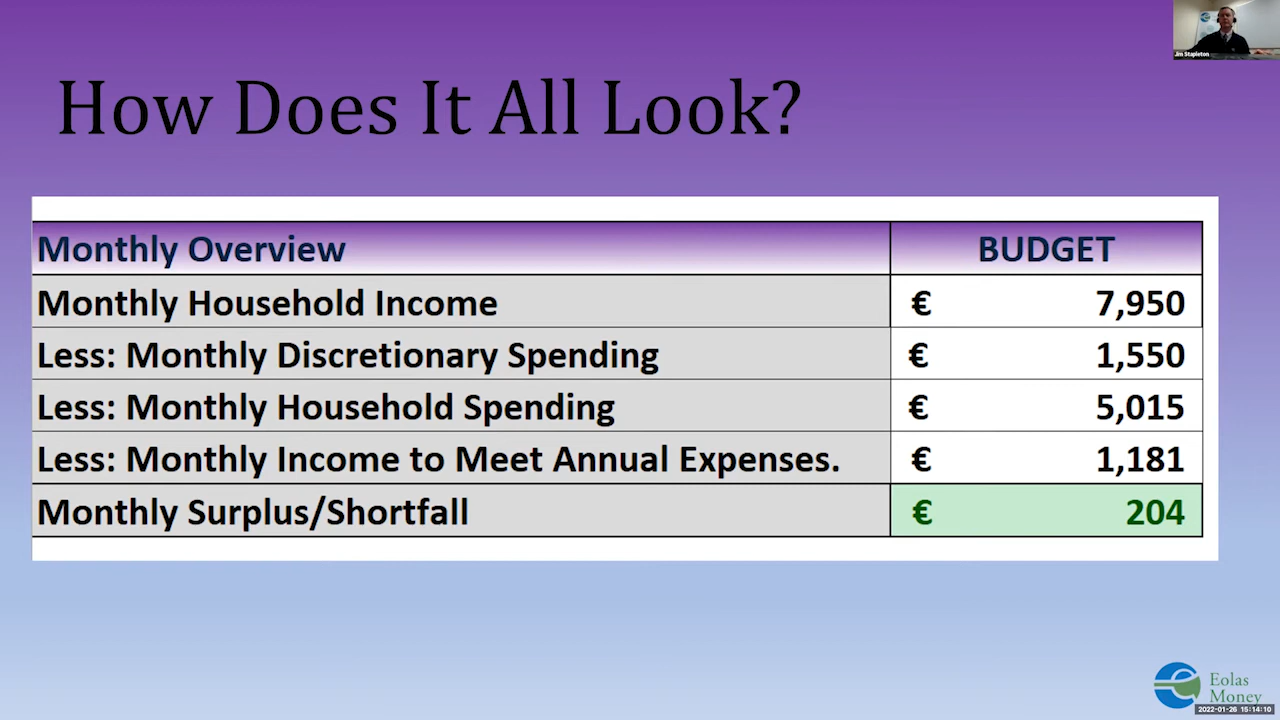 Jim Stapleton
How Does It All Look?
Monthly Overview BUDGET
Monthly Household Income € 7,950
Less: Monthly Discretionary Spending € 1,550
Less: Monthly Household Spending € 5,015
Less: Monthly Income to Meet Annual Expenses. € 1,181
Monthly Surplus/Shortfall € 204
Eolas
Money
2022-01-26 15:14:10